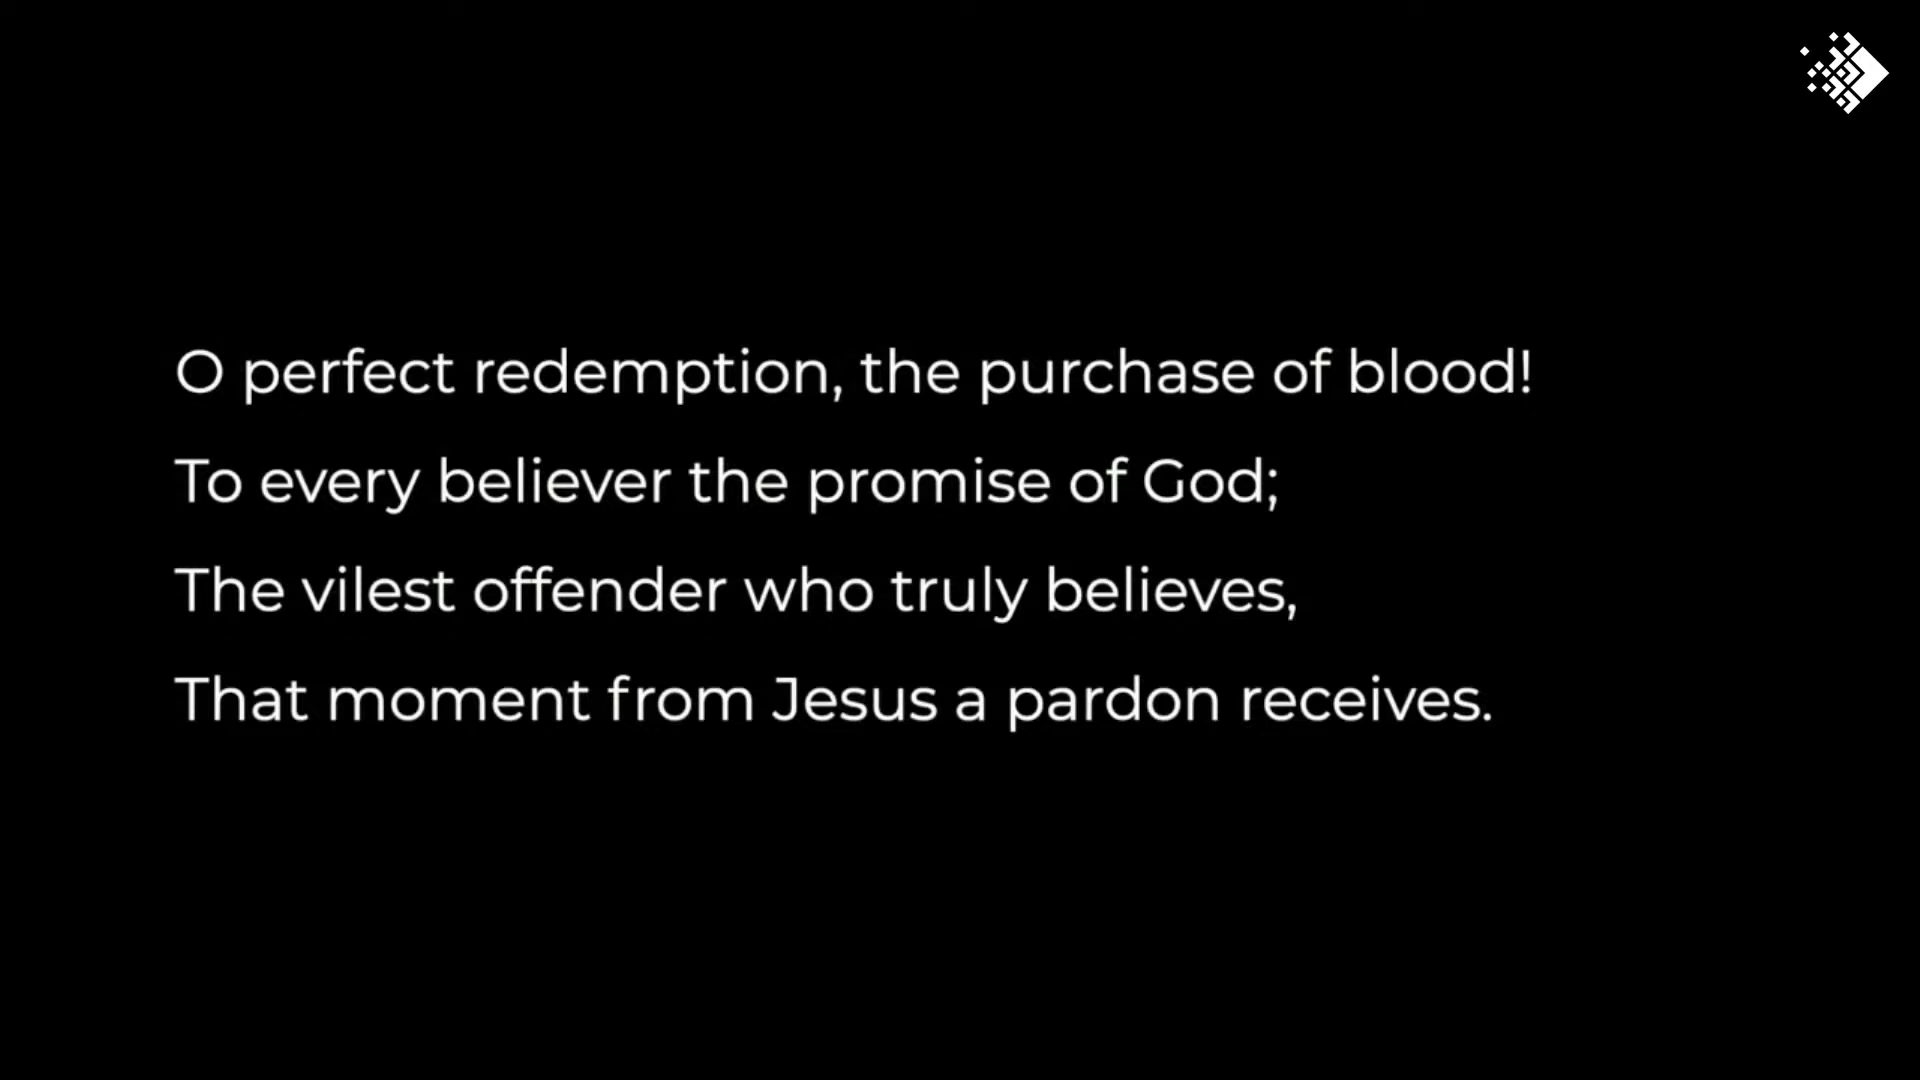 O perfect redemption, the purchase of blood!
To every believer the promise of God;
The vilest offender who truly believes,
That moment from Jesus a pardon receives.